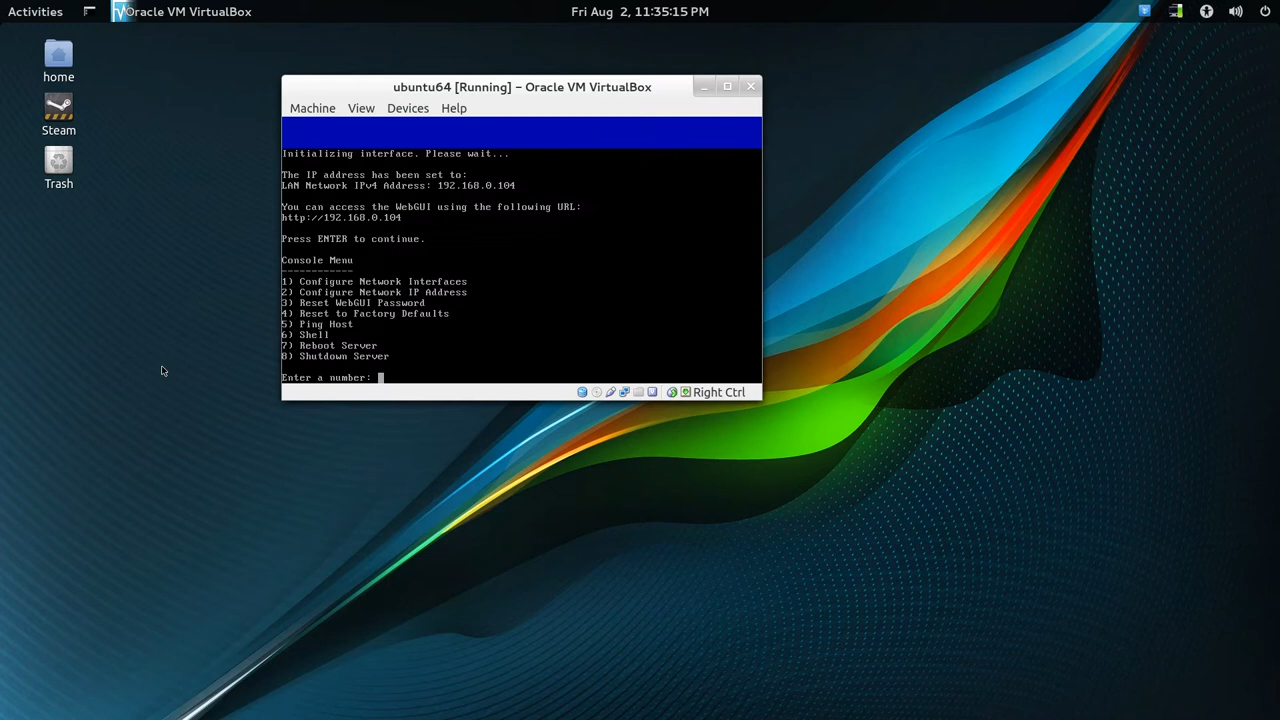 Activities
Oracle VM VirtualBox
Fri Aug 2, 11:35:15 PM
home
Steam
Trash
ubuntu64 [Running] – Oracle VM VirtualBox
Machine View Devices Help
Initializing interface. Please wait...
The IP address has been set to:
LAN Network IPv4 Address: 192.168.0.104
You can access the WebGUI using the following URL:
http://192.168.0.104
Press ENTER to continue.
Console Menu
------------
1) Configure Network Interfaces
2) Configure Network IP Address
3) Reset WebGUI Password
4) Reset to Factory Defaults
5) Ping Host
6) Shell
7) Reboot Server
8) Shutdown Server
Enter a number:
Right Ctrl